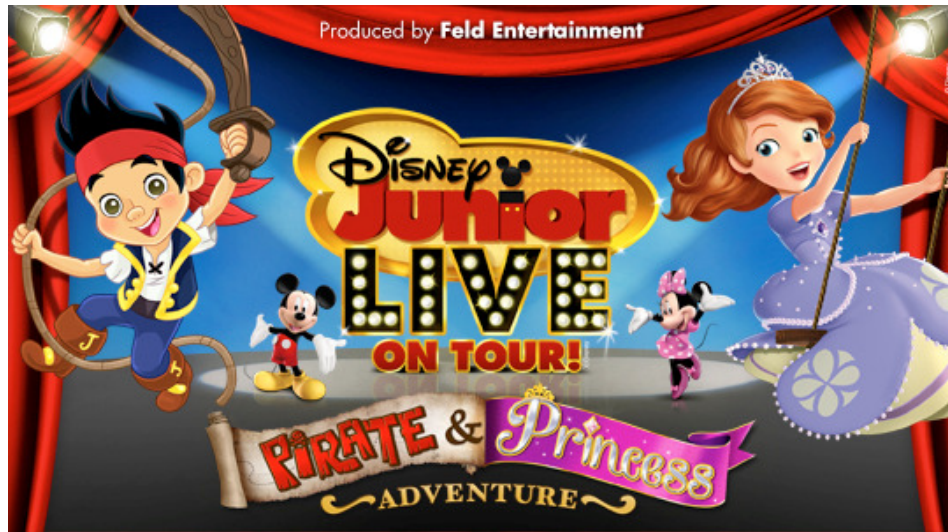 Produced by Feld Entertainment
Disney
Junior
LIVE
ON TOUR!
PIRATE & Princess
ADVENTURE
J
J